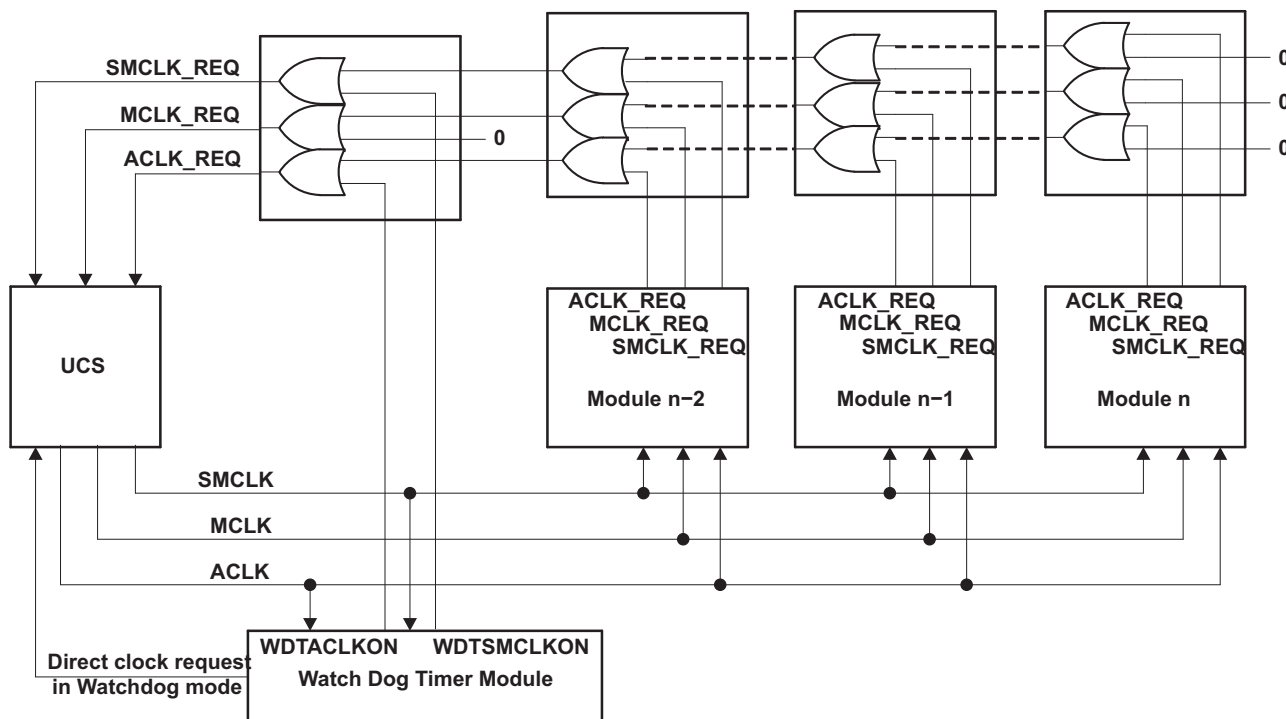 SMCLK_REQ
0
MCLK_REQ
0
0
ACLK_REQ
0
UCS
ACLK_REQ
MCLK_REQ
SMCLK_REQ
Module n−2
ACLK_REQ
MCLK_REQ
SMCLK_REQ
Module n−1
ACLK_REQ
MCLK_REQ
SMCLK_REQ
Module n
SMCLK
MCLK
ACLK
WDTACLKON WDTSMCLKON
Watch Dog Timer Module
Direct clock request
in Watchdog mode